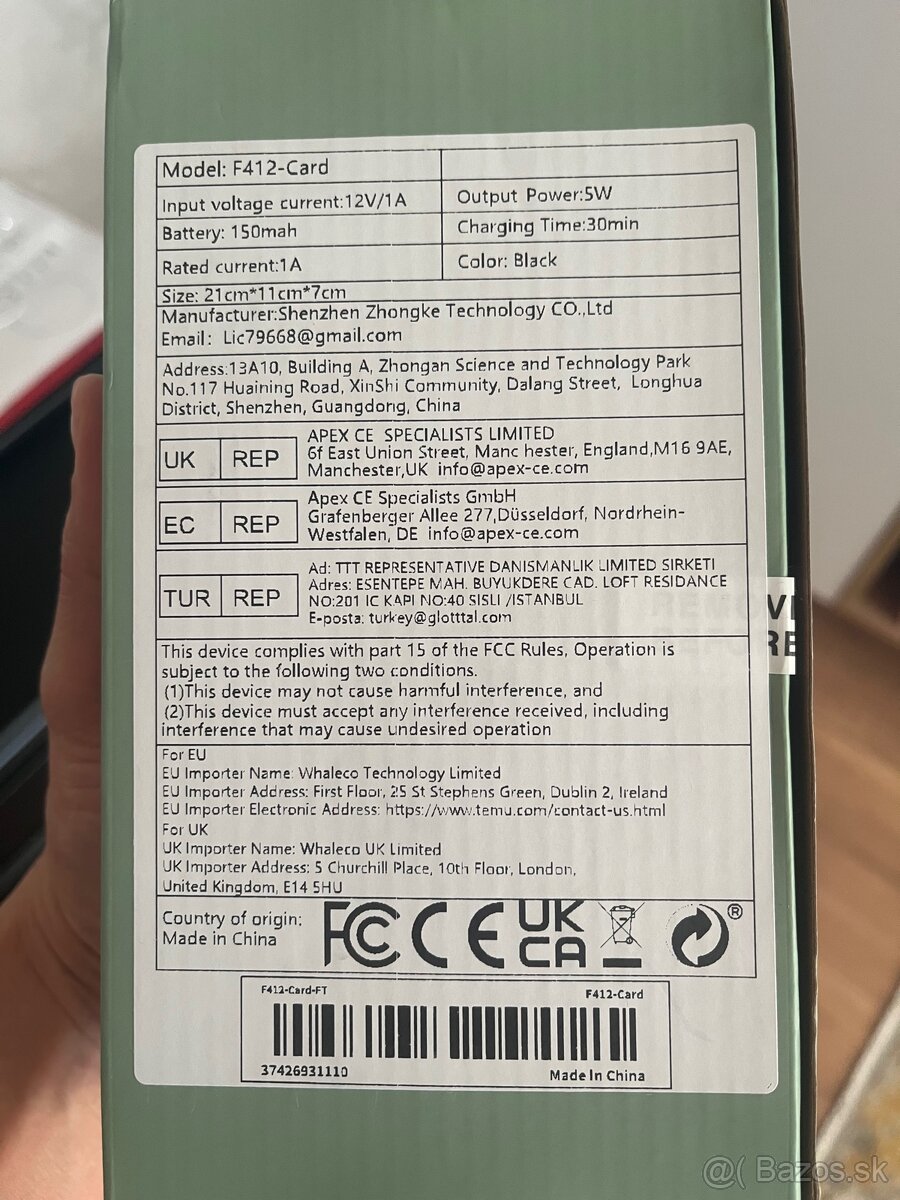 Model: F412-Card
Input voltage current:12V/1A
Output Power:5W
Battery: 150mah
Charging Time:30min
Rated current:1A
Color: Black
Size: 21cm*11cm*7cm
Manufacturer:Shenzhen Zhongke Technology CO.,Ltd
Email: Lic79668@gmail.com
Address:13A10, Building A, Zhongan Science and Technology Park
No.117 Huaining Road, XinShi Community, Dalang Street, Longhua
District, Shenzhen, Guangdong, China
UK REP
APEX CE SPECIALISTS LIMITED
6f East Union Street, Manc hester, England,M16 9AE,
Manchester,UK info@apex-ce.com
EC REP
Apex CE Specialists GmbH
Grafenberger Allee 277,Düsseldorf, Nordrhein-
Westfalen, DE info@apex-ce.com
TUR REP
Ad: TTT REPRESENTATIVE DANISMANLIK LIMITED SIRKETI
Adres: ESENTEPE MAH. BUYUKDERE CAD. LOFT RESIDANCE
NO:201 IC KAPI NO:40 SISLI /ISTANBUL
E-posta: turkey@glotttal.com
This device complies with part 15 of the FCC Rules, Operation is
subject to the following two conditions.
(1)This device may not cause harmful interference, and
(2)This device must accept any interference received, including
interference that may cause undesired operation
For EU
EU Importer Name: Whaleco Technology Limited
EU Importer Address: First Floor, 25 St Stephens Green, Dublin 2, Ireland
EU Importer Electronic Address: https://www.temu.com/contact-us.html
For UK
UK Importer Name: Whaleco UK Limited
UK Importer Address: 5 Churchill Place, 10th Floor, London,
United Kingdom, E14 5HU
Country of origin:
Made in China
FC CE UK
CA
®
F412-Card-FT
F412-Card
37426931110
Made In China
@( Bazos.sk